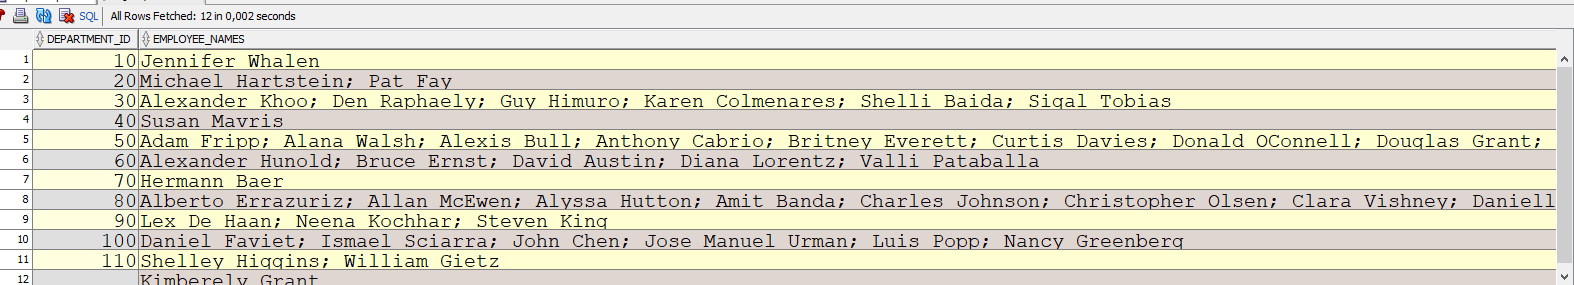 SQL All Rows Fetched: 12 in 0,002 seconds
DEPARTMENT_ID EMPLOYEE_NAMES
1 10 Jennifer Whalen
2 20 Michael Hartstein; Pat Fay
3 30 Alexander Khoo; Den Raphaely; Guy Himuro; Karen Colmenares; Shelli Baida; Sigal Tobias
4 40 Susan Mavris
5 50 Adam Fripp; Alana Walsh; Alexis Bull; Anthony Cabrio; Britney Everett; Curtis Davies; Donald OConnell; Douglas Grant;
6 60 Alexander Hunold; Bruce Ernst; David Austin; Diana Lorentz; Valli Pataballa
7 70 Hermann Baer
8 80 Alberto Errazuriz; Allan McEwen; Alyssa Hutton; Amit Banda; Charles Johnson; Christopher Olsen; Clara Vishney; Daniell
9 90 Lex De Haan; Neena Kochhar; Steven King
10 100 Daniel Faviet; Ismael Sciarra; John Chen; Jose Manuel Urman; Luis Popp; Nancy Greenberg
11 110 Shelley Higgins; William Gietz
12 Kimberely Grant